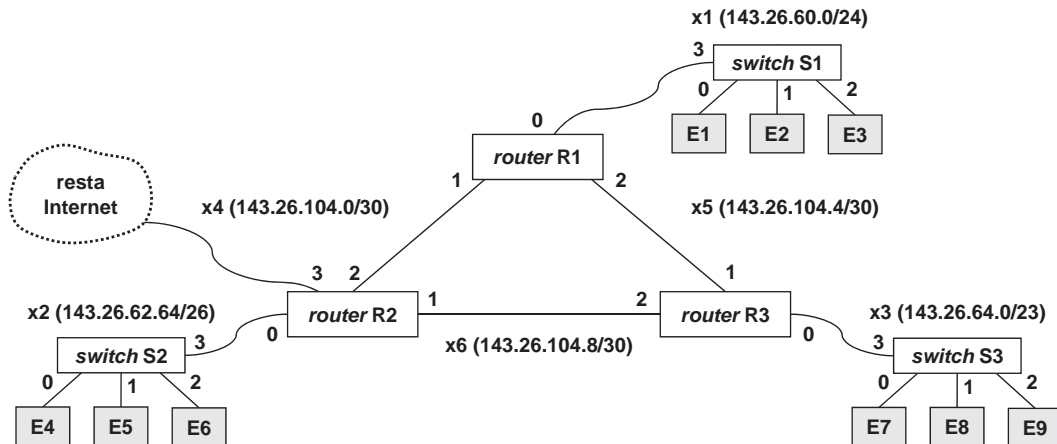 x1 (143.26.60.0/24)
3
switch S1
0
1
2
E1
E2
E3
0
router R1
1
2
resta
Internet
x4 (143.26.104.0/30)
x5 (143.26.104.4/30)
3
2
1
router R2
1
2
router R3
0
0
x2 (143.26.62.64/26)
x6 (143.26.104.8/30)
x3 (143.26.64.0/23)
3
switch S2
0
1
2
E4
E5
E6
3
switch S3
0
1
2
E7
E8
E9